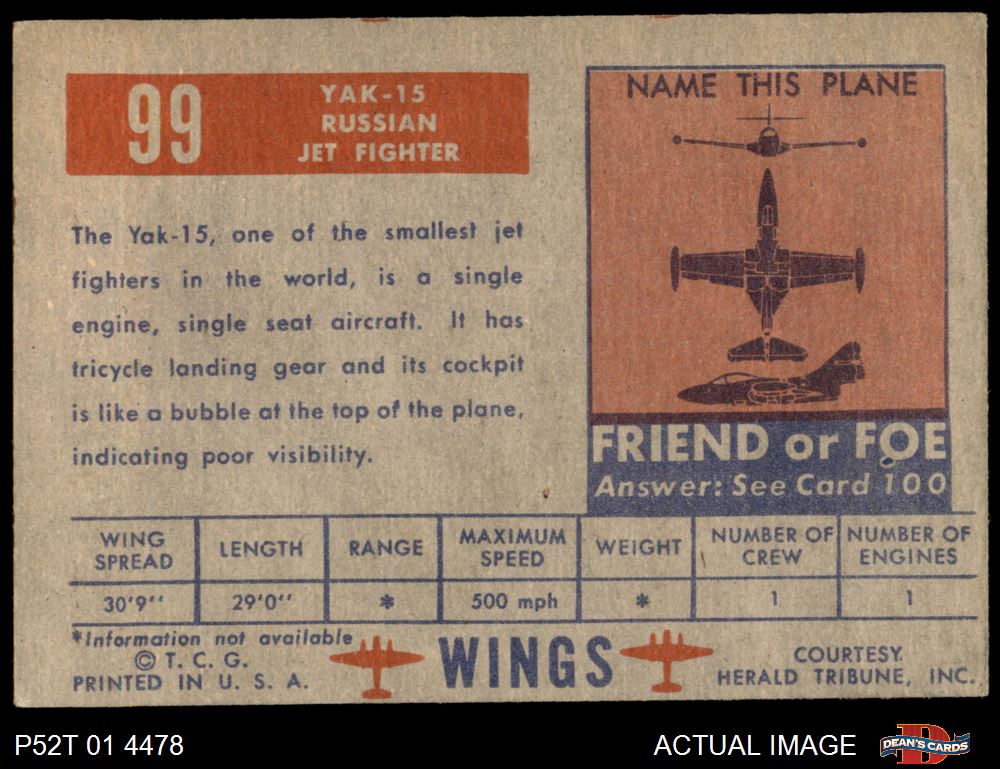 99
YAK-15
RUSSIAN
JET FIGHTER
The Yak-15, one of the smallest jet
fighters in the world, is a single
engine, single seat aircraft. It has
tricycle landing gear and its cockpit
is like a bubble at the top of the plane,
indicating poor visibility.
NAME THIS PLANE
FRIEND or FOE
Answer: See Card 100
WING SPREAD
LENGTH
RANGE
MAXIMUM SPEED
WEIGHT
NUMBER OF CREW
NUMBER OF ENGINES
30'9''
29'0''
*
500 mph
*
1
1
*Information not available
© T. C. G.
PRINTED IN U. S. A.
WINGS
COURTESY
HERALD TRIBUNE, INC.
P52T 01 4478
ACTUAL IMAGE
DEAN'S CARDS